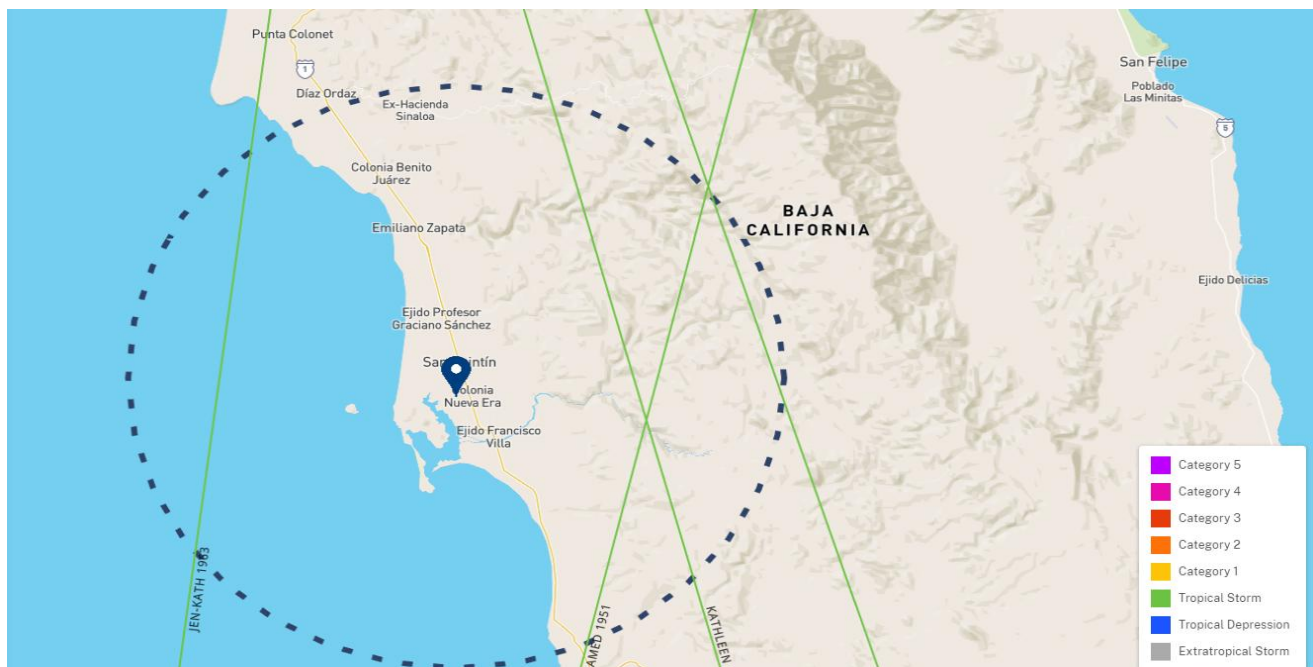 Punta Colonet
1
Díaz Ordaz
Ex-Hacienda
Sinaloa
San Felipe
Poblado
Las Minitas
5
Colonia Benito
Juárez
Emiliano Zapata
BAJA
CALIFORNIA
Ejido Delicias
Ejido Profesor
Graciano Sánchez
Nueva Era
Ejido Francisco
Villa
JEN-KATH 1963
AMED 1951
KATHLEEN
Category 5
Category 4
Category 3
Category 2
Category 1
Tropical Storm
Tropical Depression
Extratropical Storm